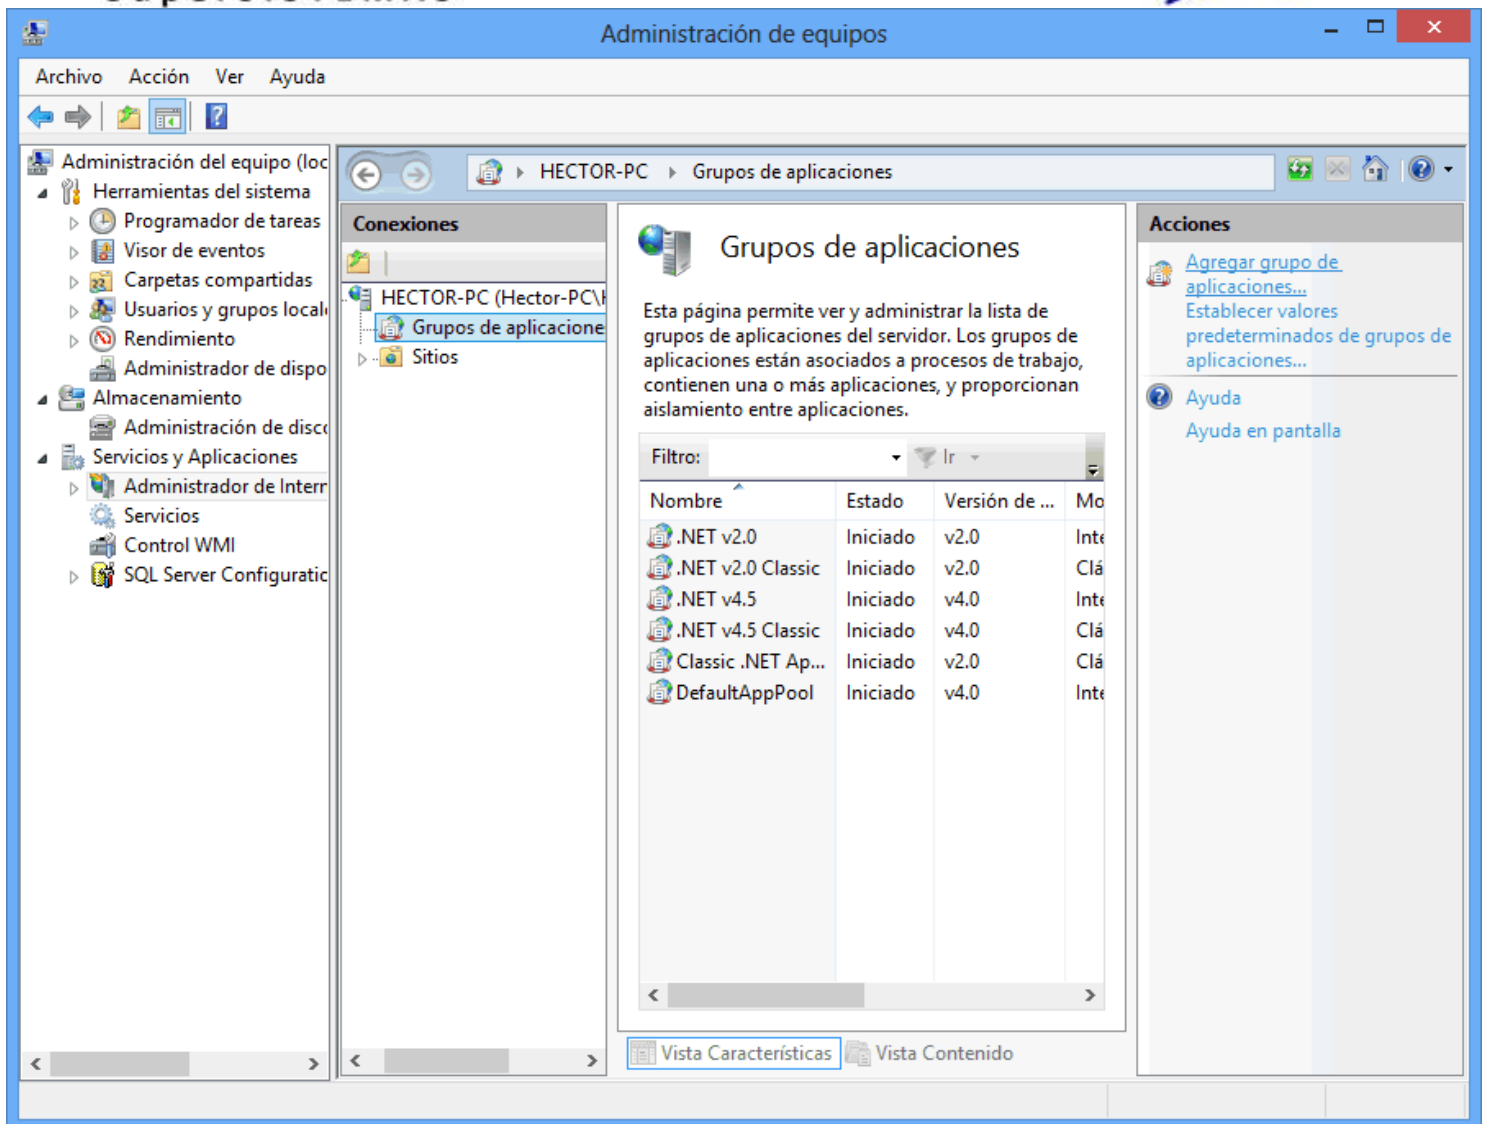 Administración de equipos
Archivo Acción Ver Ayuda
Administración del equipo (loc
Herramientas del sistema
Programador de tareas
Visor de eventos
Carpetas compartidas
Usuarios y grupos local
Rendimiento
Administrador de dispo
Almacenamiento
Administración de disc
Servicios y Aplicaciones
Administrador de Intern
Servicios
Control WMI
SQL Server Configuratic
HECTOR-PC Grupos de aplicaciones
Conexiones
HECTOR-PC (Hector-PC\H
Grupos de aplicacione
Sitios
Grupos de aplicaciones
Esta página permite ver y administrar la lista de
grupos de aplicaciones del servidor. Los grupos de
aplicaciones están asociados a procesos de trabajo,
contienen una o más aplicaciones, y proporcionan
aislamiento entre aplicaciones.
Filtro: Ir
Nombre Estado Versión de ... Mo
.NET v2.0 Iniciado v2.0 Inte
.NET v2.0 Classic Iniciado v2.0 Clá
.NET v4.5 Iniciado v4.0 Inte
.NET v4.5 Classic Iniciado v4.0 Clá
Classic .NET Ap... Iniciado v2.0 Clá
DefaultAppPool Iniciado v4.0 Inte
Vista Características Vista Contenido
Acciones
Agregar grupo de
aplicaciones...
Establecer valores
predeterminados de grupos de
aplicaciones...
Ayuda
Ayuda en pantalla